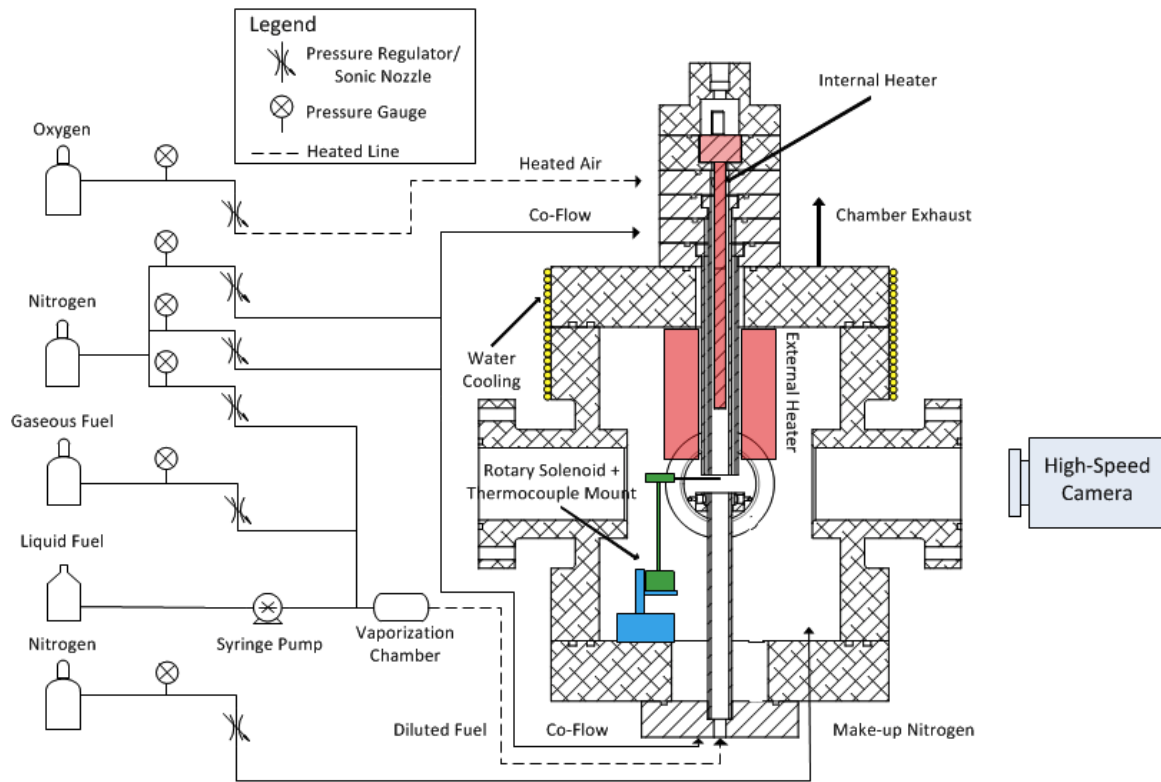 Legend
Pressure Regulator/
Sonic Nozzle
Pressure Gauge
Heated Line
Oxygen
Nitrogen
Gaseous Fuel
Liquid Fuel
Nitrogen
Syringe Pump
Vaporization
Chamber
Heated Air
Co-Flow
Water
Cooling
Rotary Solenoid +
Thermocouple Mount
Diluted Fuel
Co-Flow
Internal Heater
Chamber Exhaust
External Heater
High-Speed
Camera
Make-up Nitrogen